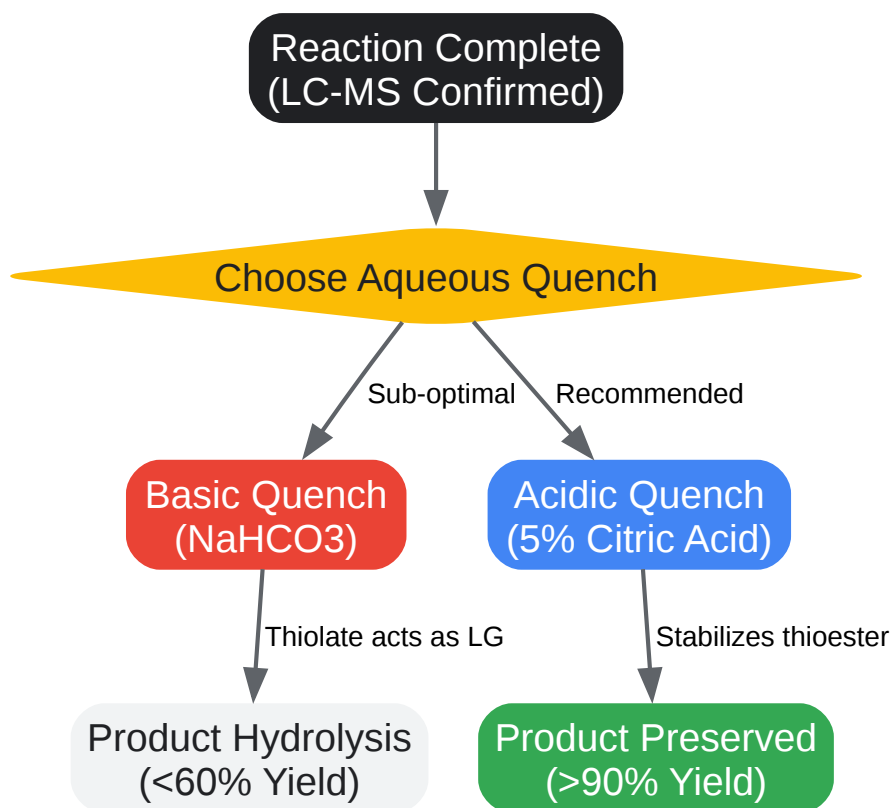 Reaction Complete
(LC-MS Confirmed)
Choose Aqueous Quench
Sub-optimal
Recommended
Basic Quench
(NaHCO3)
Acidic Quench
(5% Citric Acid)
Thiolate acts as LG
Stabilizes thioester
Product Hydrolysis
(<60% Yield)
Product Preserved
(>90% Yield)